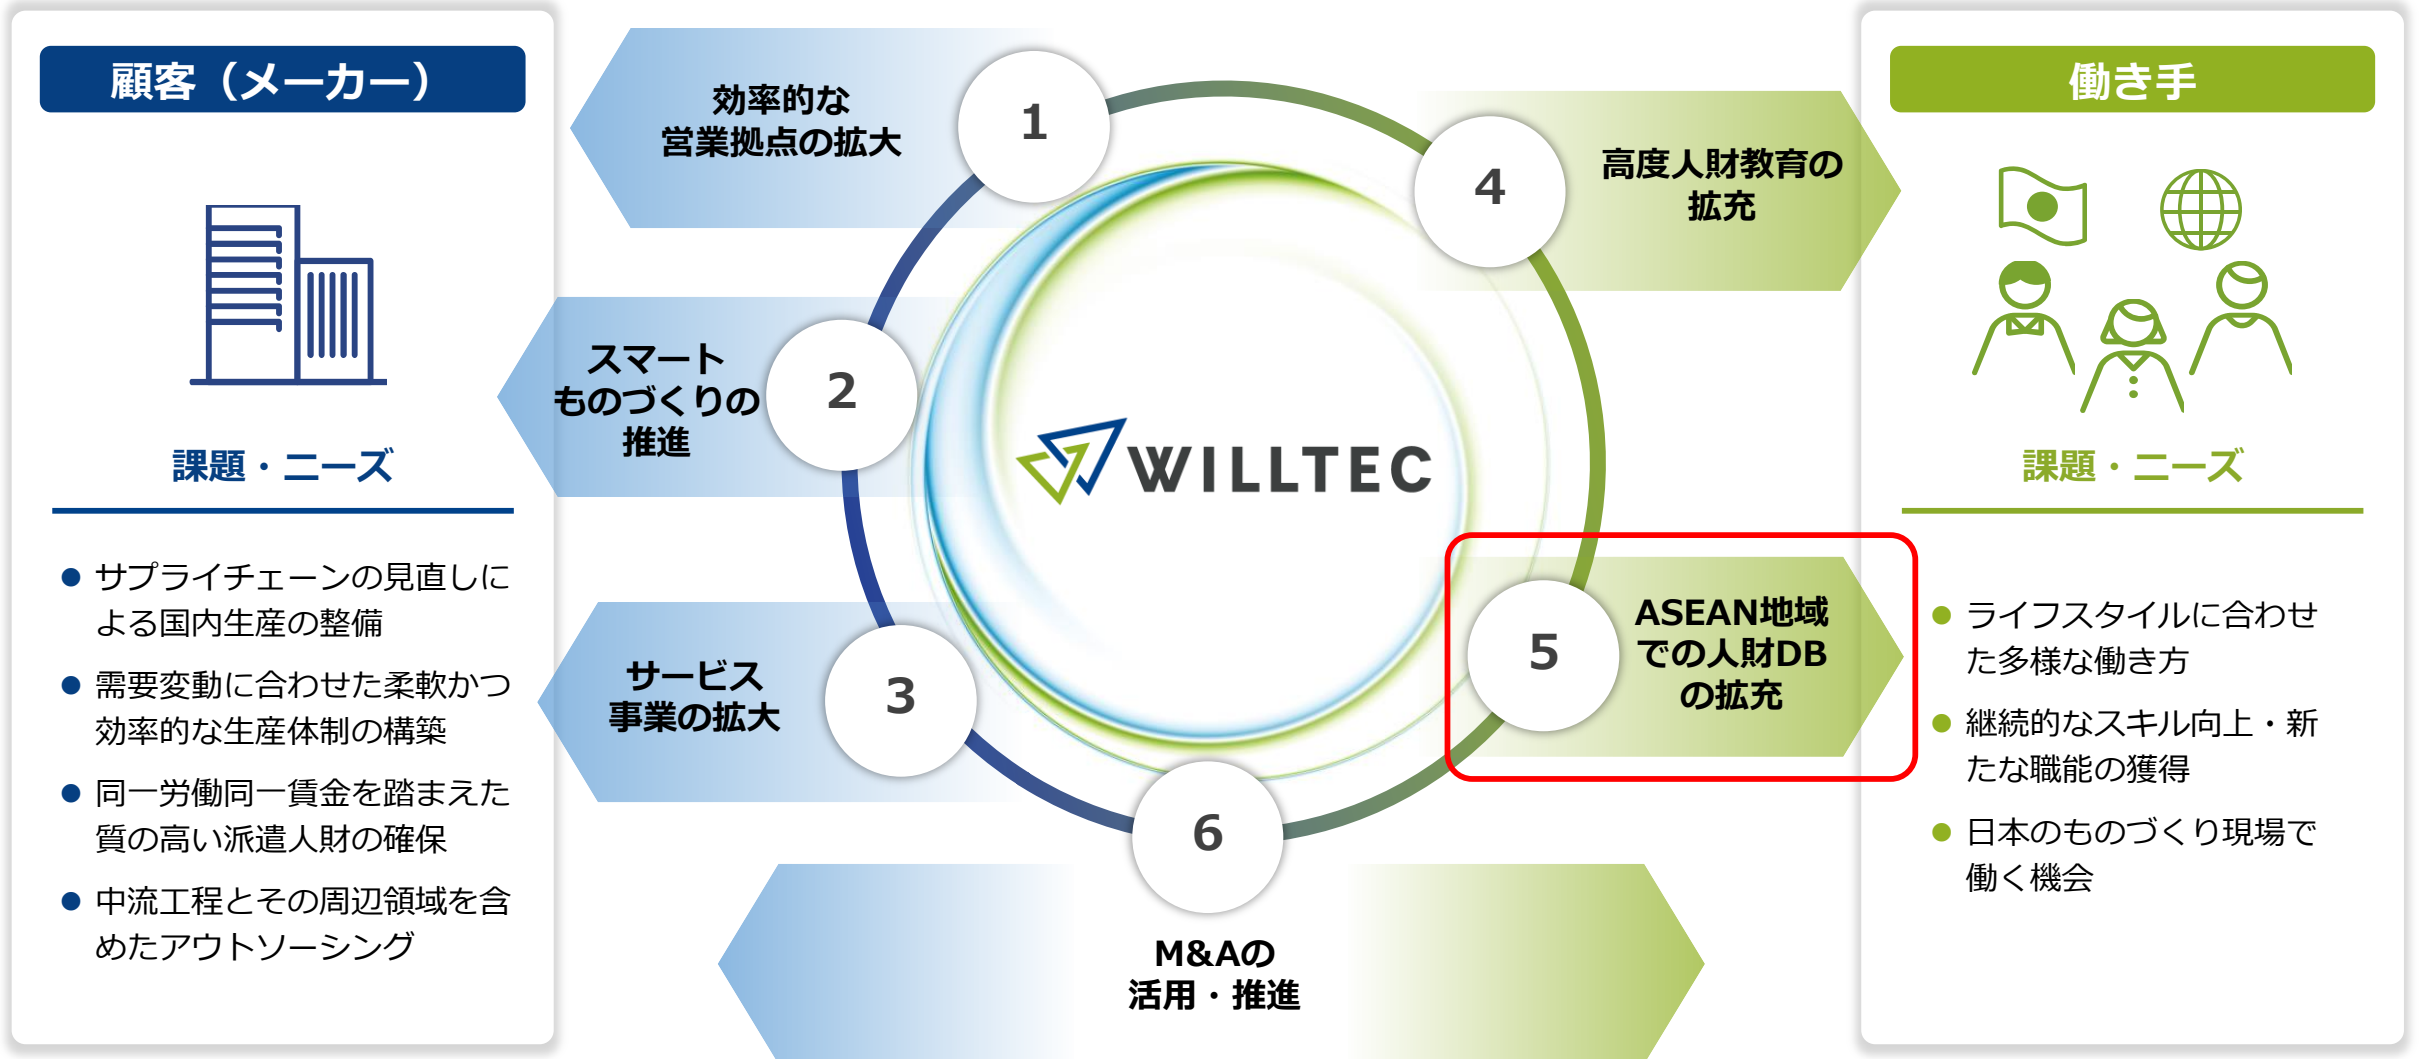 顧客（メーカー）
課題・ニーズ
サプライチェーンの見直しに
よる国内生産の整備
需要変動に合わせた柔軟かつ
効率的な生産体制の構築
同一労働同一賃金を踏まえた
質の高い派遣人財の確保
中流工程とその周辺領域を含
めたアウトソーシング
効率的な
営業拠点の拡大
1
スマート
ものづくりの
推進
2
サービス
事業の拡大
3
WILLTEC
4
高度人財教育の
拡充
5
ASEAN地域
での人財DB
の拡充
6
M&Aの
活用・推進
働き手
課題・ニーズ
ライフスタイルに合わせ
た多様な働き方
継続的なスキル向上・新
たな職能の獲得
日本のものづくり現場で
働く機会